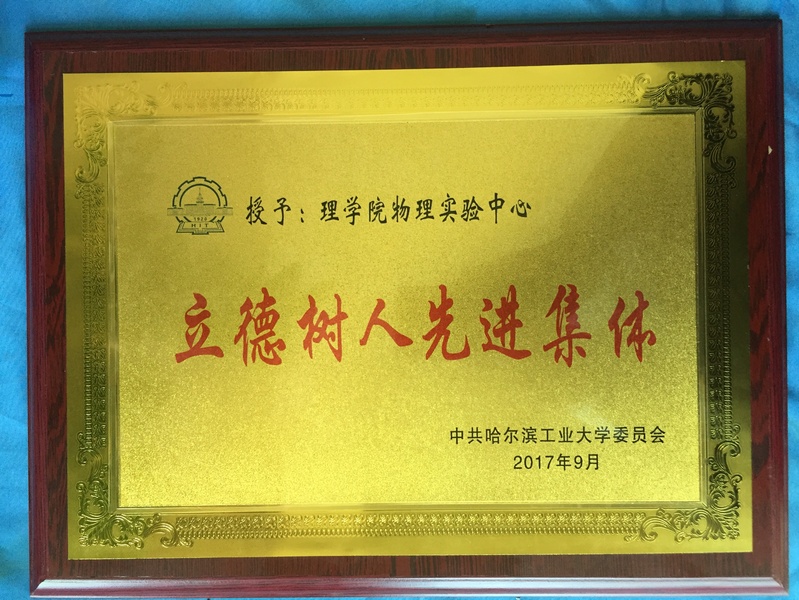 1920
HIT
授予：理学院物理实验中心
立德树人先进集体
中共哈尔滨工业大学委员会
2017年9月